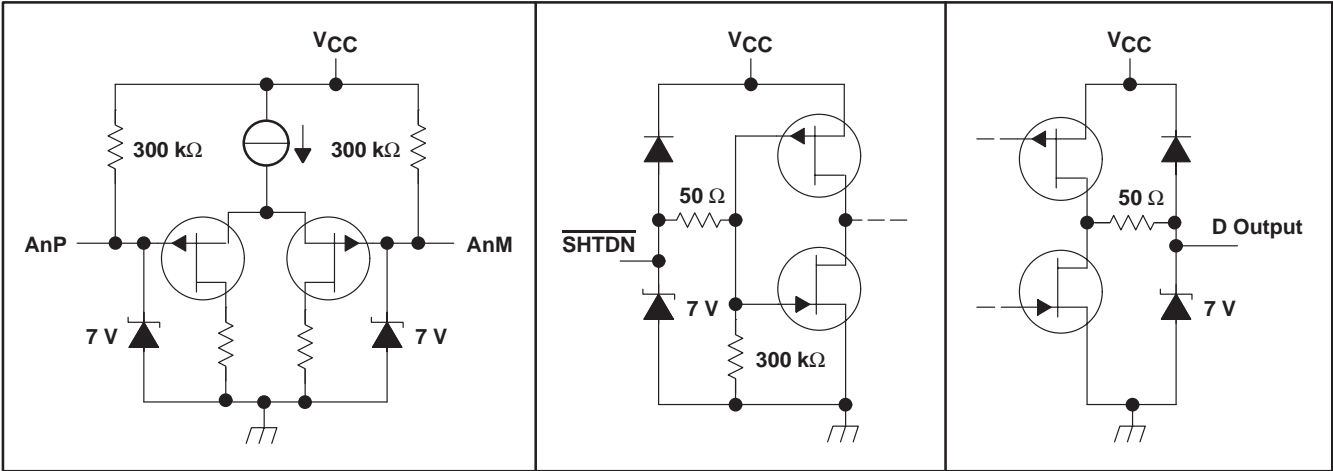 VCC
300 kΩ
300 kΩ
AnP
AnM
7 V
7 V
VCC
50 Ω
SHTDN
7 V
300 kΩ
VCC
50 Ω
D Output
7 V